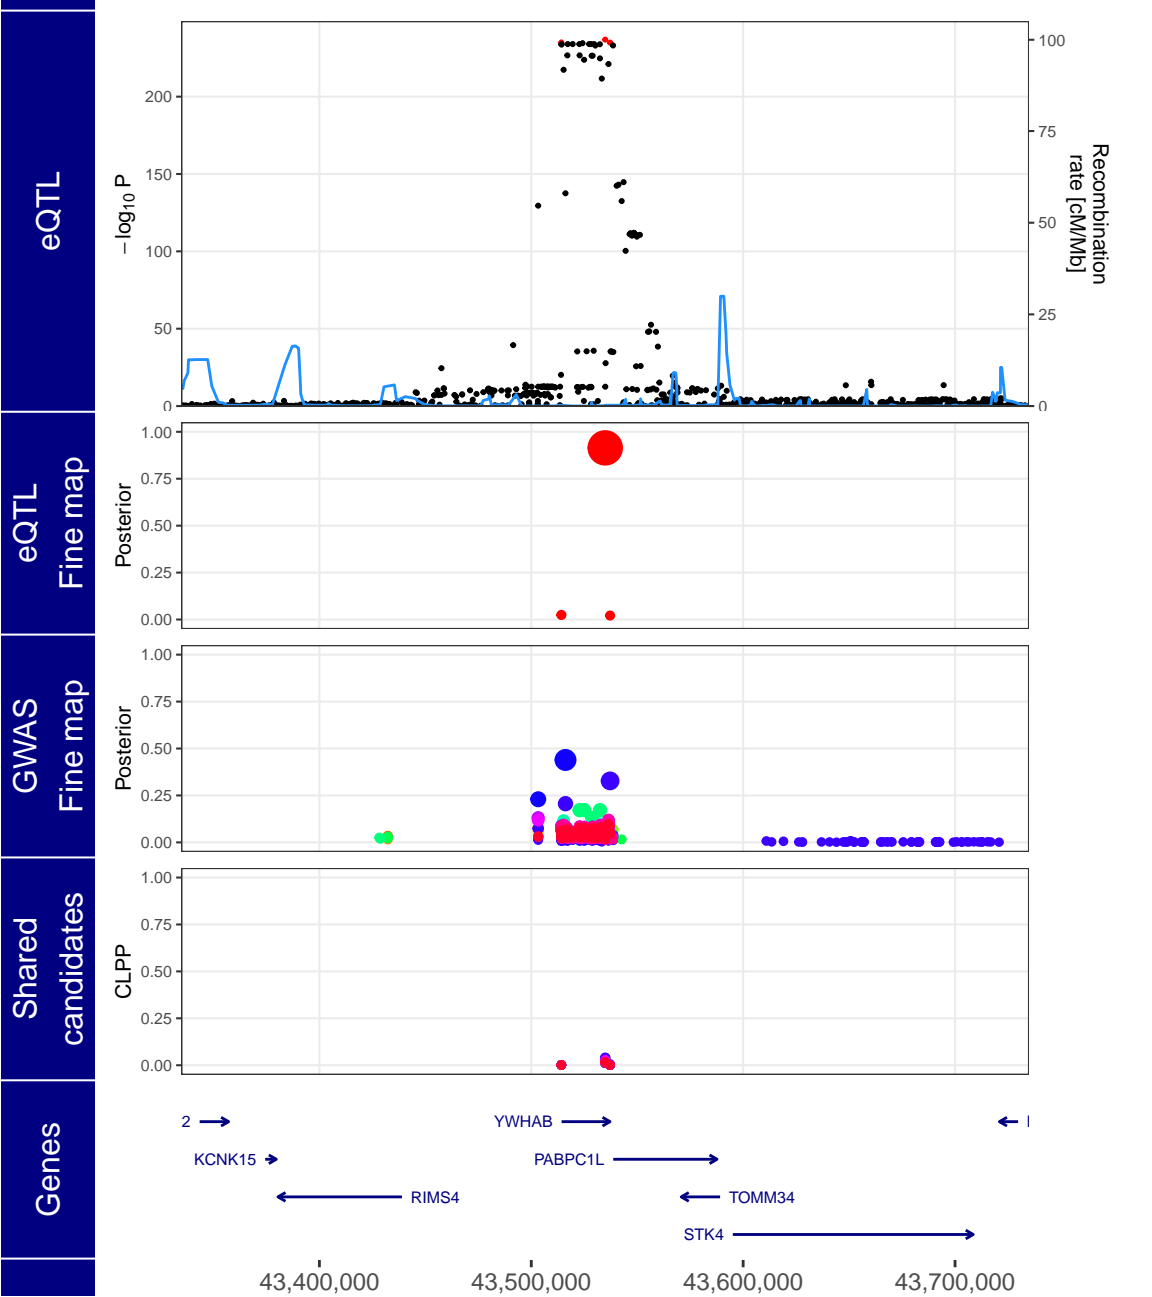 eQTL
−log10 P
200
150
100
50
0
100
75
50
25
0
Recombination
rate [cM/Mb]
eQTL
Fine map
Posterior
1.00
0.75
0.50
0.25
0.00
GWAS
Fine map
Posterior
1.00
0.75
0.50
0.25
0.00
Shared
candidates
CLPP
1.00
0.75
0.50
0.25
0.00
Genes
2
YWHAB
KCNK15
PABPC1L
RIMS4
TOMM34
STK4
43,400,000
43,500,000
43,600,000
43,700,000